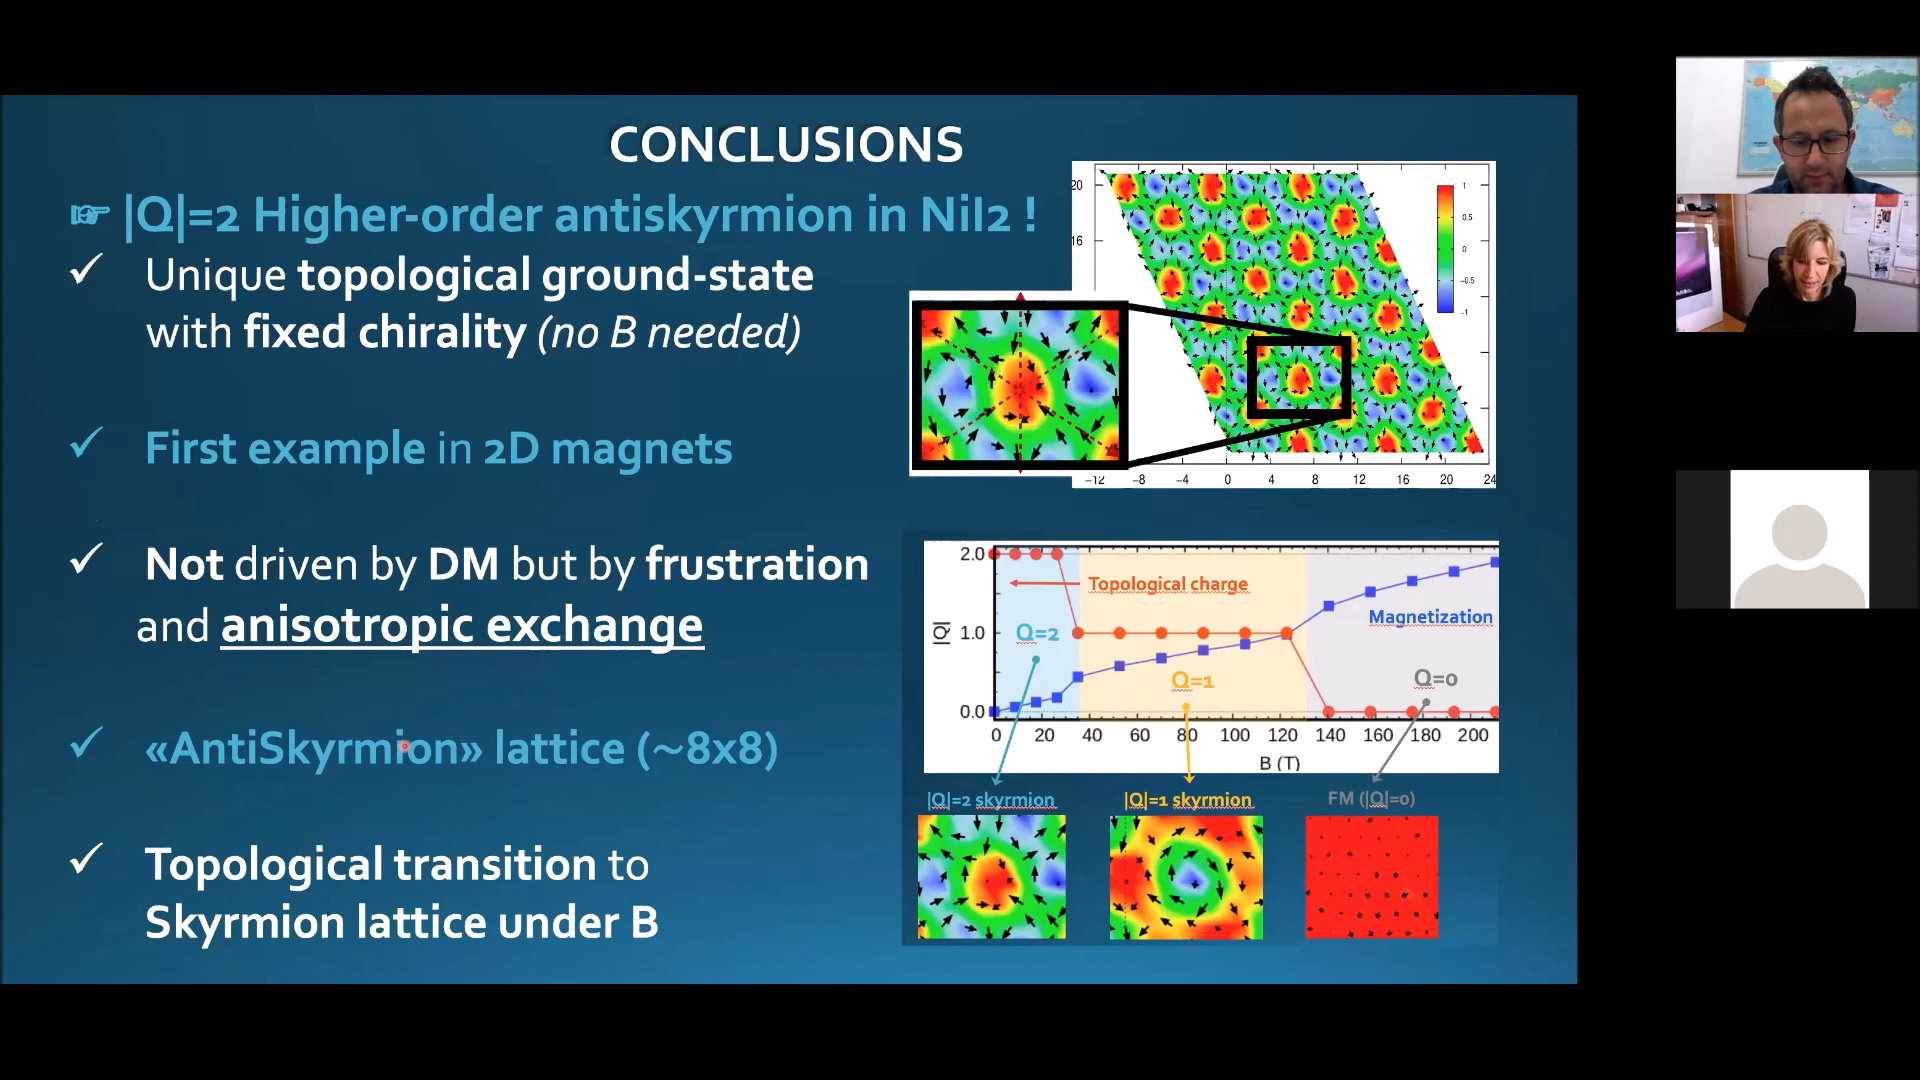 CONCLUSIONS
☞ |Q|=2 Higher-order antiskyrmion in NiI2 !
✓ Unique topological ground-state
with fixed chirality (no B needed)
✓ First example in 2D magnets
✓ Not driven by DM but by frustration
and anisotropic exchange
✓ «AntiSkyrmion» lattice (~8x8)
✓ Topological transition to
Skyrmion lattice under B
20
16
1
0.5
0
-0.5
-1
-12 -8 -4 0 4 8 12 16 20 24
2.0
1.0
0.0
|Q|
Topological charge
Magnetization
Q=2
Q=1
Q=0
0 20 40 60 80 100 120 140 160 180 200
B (T)
|Q|=2 skyrmion
|Q|=1 skyrmion
FM (|Q|=0)